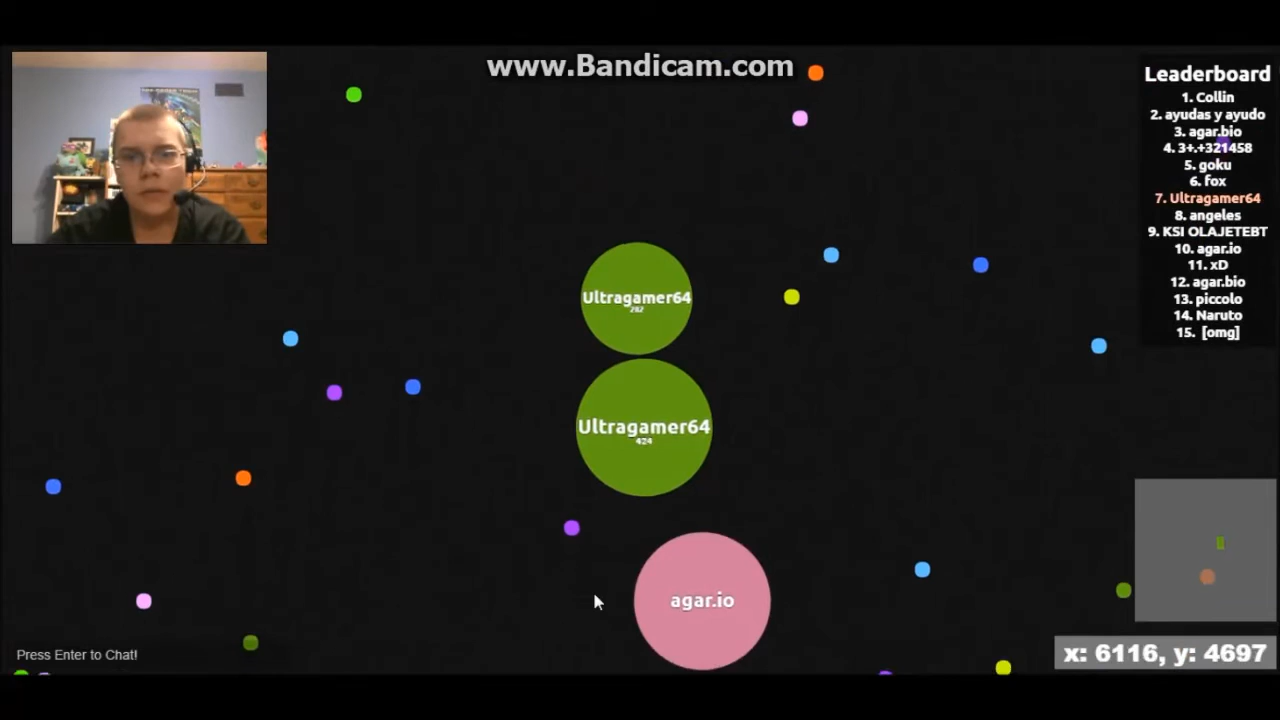 www.Bandicam.com
Leaderboard
1. Collin
2. ayudas y ayudo
3. agar.bio
4. 3+.+321458
5. goku
6. fox
7. Ultragamer64
8. angeles
9. KSI OLAJETEBT
10. agar.io
11. xD
12. agar.bio
13. piccolo
14. Naruto
15. [omg]
Ultragamer64
282
Ultragamer64
424
agar.io
Press Enter to Chat!
x: 6116, y: 4697